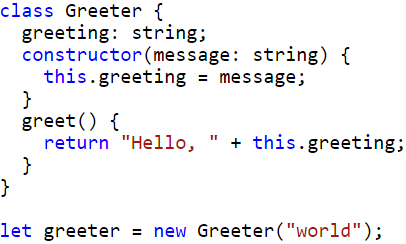 class Greeter {
  greeting: string;
  constructor(message: string) {
    this.greeting = message;
  }
  greet() {
    return "Hello, " + this.greeting;
  }
}

let greeter = new Greeter("world");